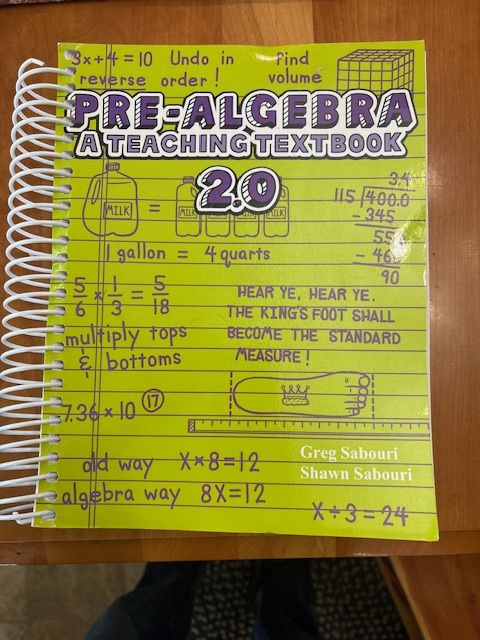 3x+4=10 Undo in
reverse order!
find
volume
PRE-ALGEBRA
A TEACHING TEXTBOOK
2.0
MILK
=
MILK MILK MILK MILK
1 gallon = 4 quarts
3.4
115 400.0
-345
55
- 46
90
5/6 × 1/3 = 5/18
multiply tops
& bottoms
HEAR YE, HEAR YE.
THE KING'S FOOT SHALL
BECOME THE STANDARD
MEASURE!
7.36 × 10 17
old way X×8=12
algebra way 8X=12
Greg Sabouri
Shawn Sabouri
X÷3=24